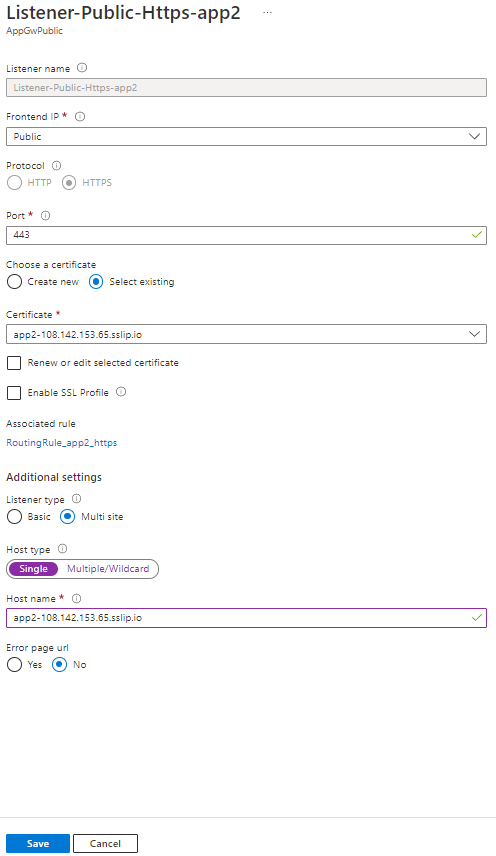 Listener-Public-Https-app2 ...
AppGwPublic
Listener name
Listener-Public-Https-app2
Frontend IP *
Public
Protocol
HTTP HTTPS
Port *
443
Choose a certificate
Create new Select existing
Certificate *
app2-108.142.153.65.sslip.io
Renew or edit selected certificate
Enable SSL Profile
Associated rule
RoutingRule_app2_https
Additional settings
Listener type
Basic Multi site
Host type
Single Multiple/Wildcard
Host name *
app2-108.142.153.65.sslip.io
Error page url
Yes No
Save Cancel